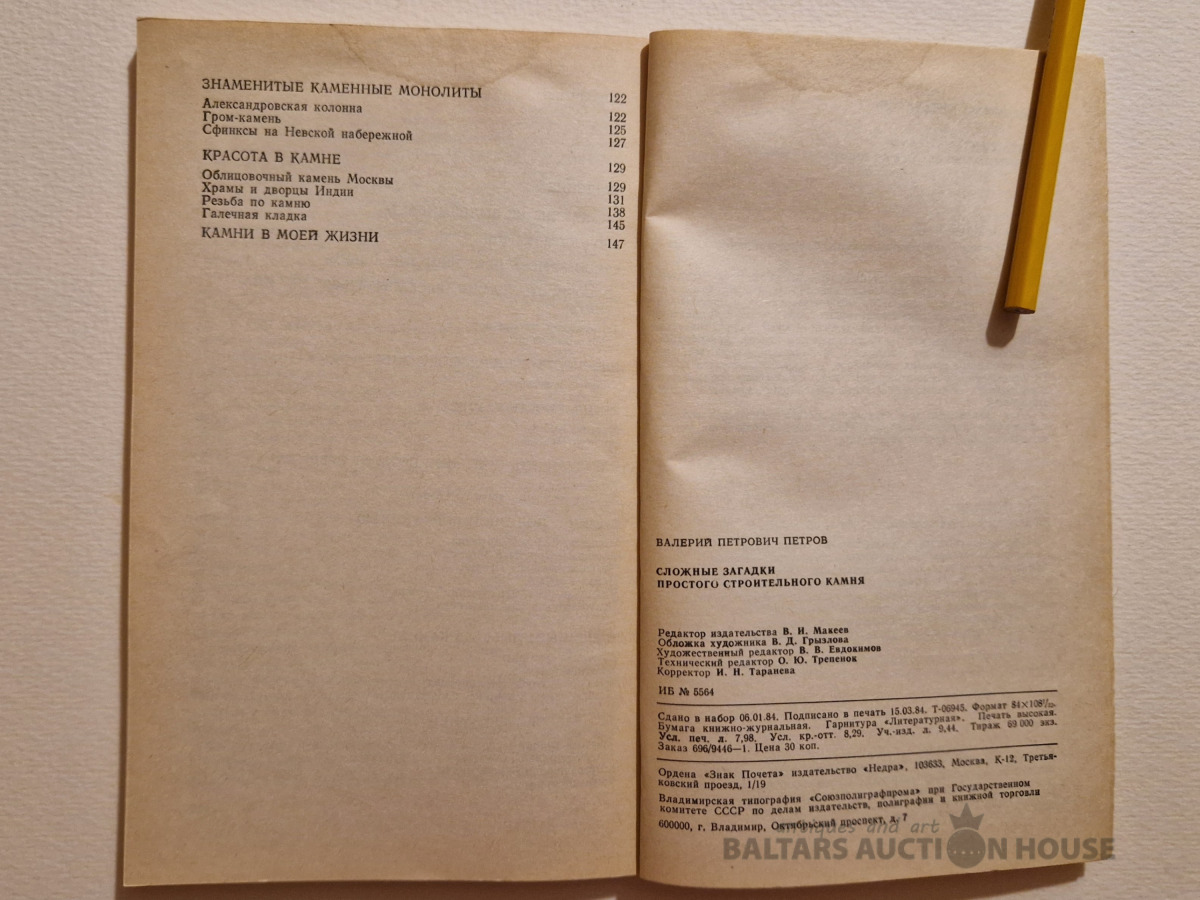 ЗНАМЕНИТЫЕ КАМЕННЫЕ МОНОЛИТЫ 122
Александровская колонна 122
Гром-камень 125
Сфинксы на Невской набережной 127
КРАСОТА В КАМНЕ 129
Облицовочный камень Москвы 129
Храмы и дворцы Индии 131
Резьба по камню 138
Галечная кладка 145
КАМНИ В МОЕЙ ЖИЗНИ 147
ВАЛЕРИЙ ПЕТРОВИЧ ПЕТРОВ
СЛОЖНЫЕ ЗАГАДКИ
ПРОСТОГО СТРОИТЕЛЬНОГО КАМНЯ
Редактор издательства В. И. Макеев
Обложка художника В. Д. Грызлова
Художественный редактор В. В. Евдокимов
Технический редактор О. Ю. Трепенок
Корректор И. Н. Таранева
ИБ № 5564
Сдано в набор 06.01.84. Подписано в печать 15.03.84. Т-06945. Формат 84×108¹/₃₂.
Бумага книжно-журнальная. Гарнитура «Литературная». Печать высокая.
Усл. печ. л. 7,98. Усл. кр.-отт. 8,29. Уч.-изд. л. 9,44. Тираж 69 000 экз.
Заказ 696/9446—1. Цена 30 коп.
Ордена «Знак Почета» издательство «Недра», 103633, Москва, К-12, Третья-
ковский проезд, 1/19
Владимирская типография «Союзполиграфпрома» при Государственном
комитете СССР по делам издательств, полиграфии и книжной торговли
600000, г. Владимир, Октябрьский проспект, д. 7
antiques and art
BALTARS AUCTION HOUSE